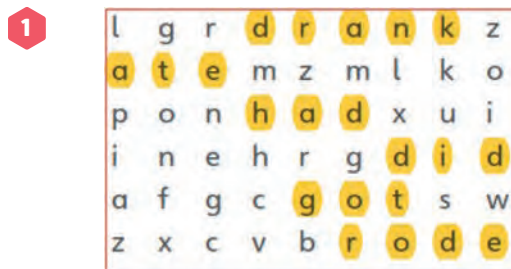 1
l g r d r a n k z
a t e m z m l k o
p o n h a d x u i
i n e h r g d i d
a f g c g o t s w
z x c v b r o d e